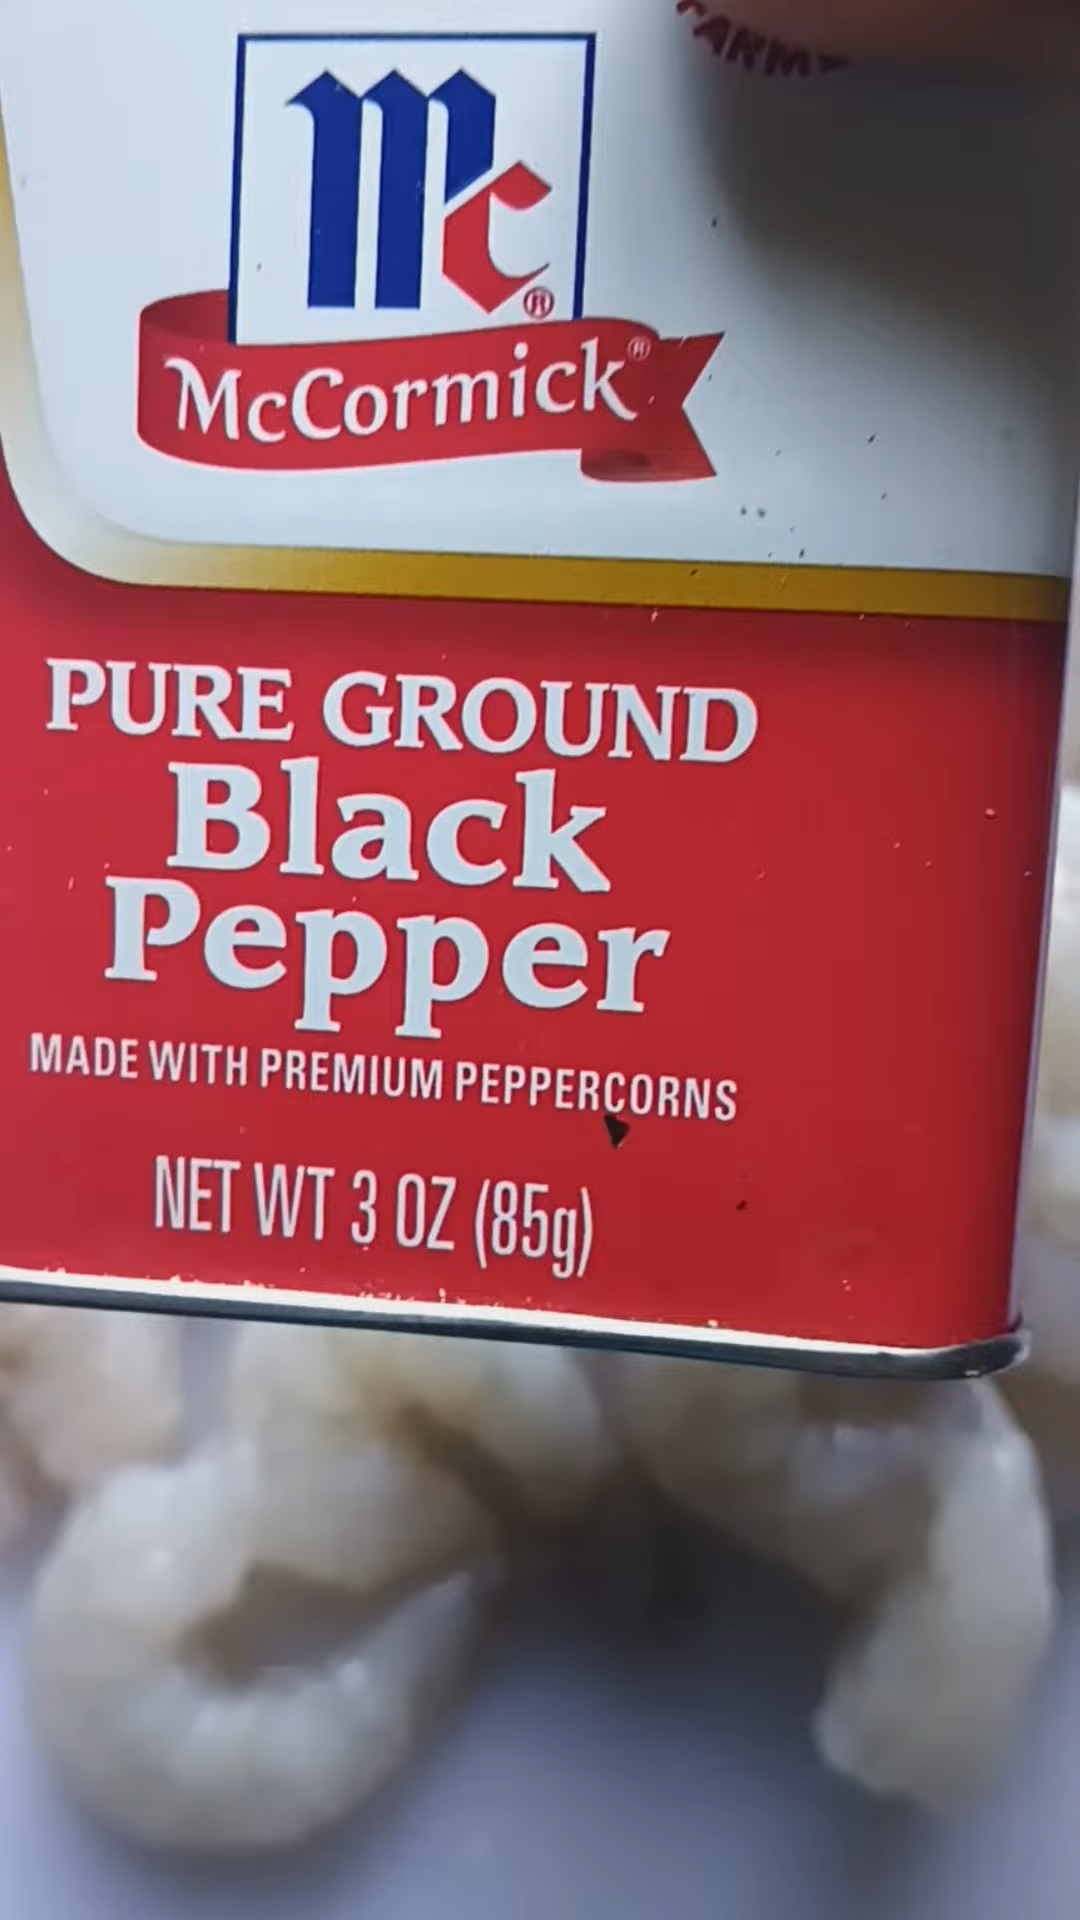 Mc®
McCormick®
PURE GROUND
Black
Pepper
MADE WITH PREMIUM PEPPERCORNS
NET WT 3 OZ (85g)